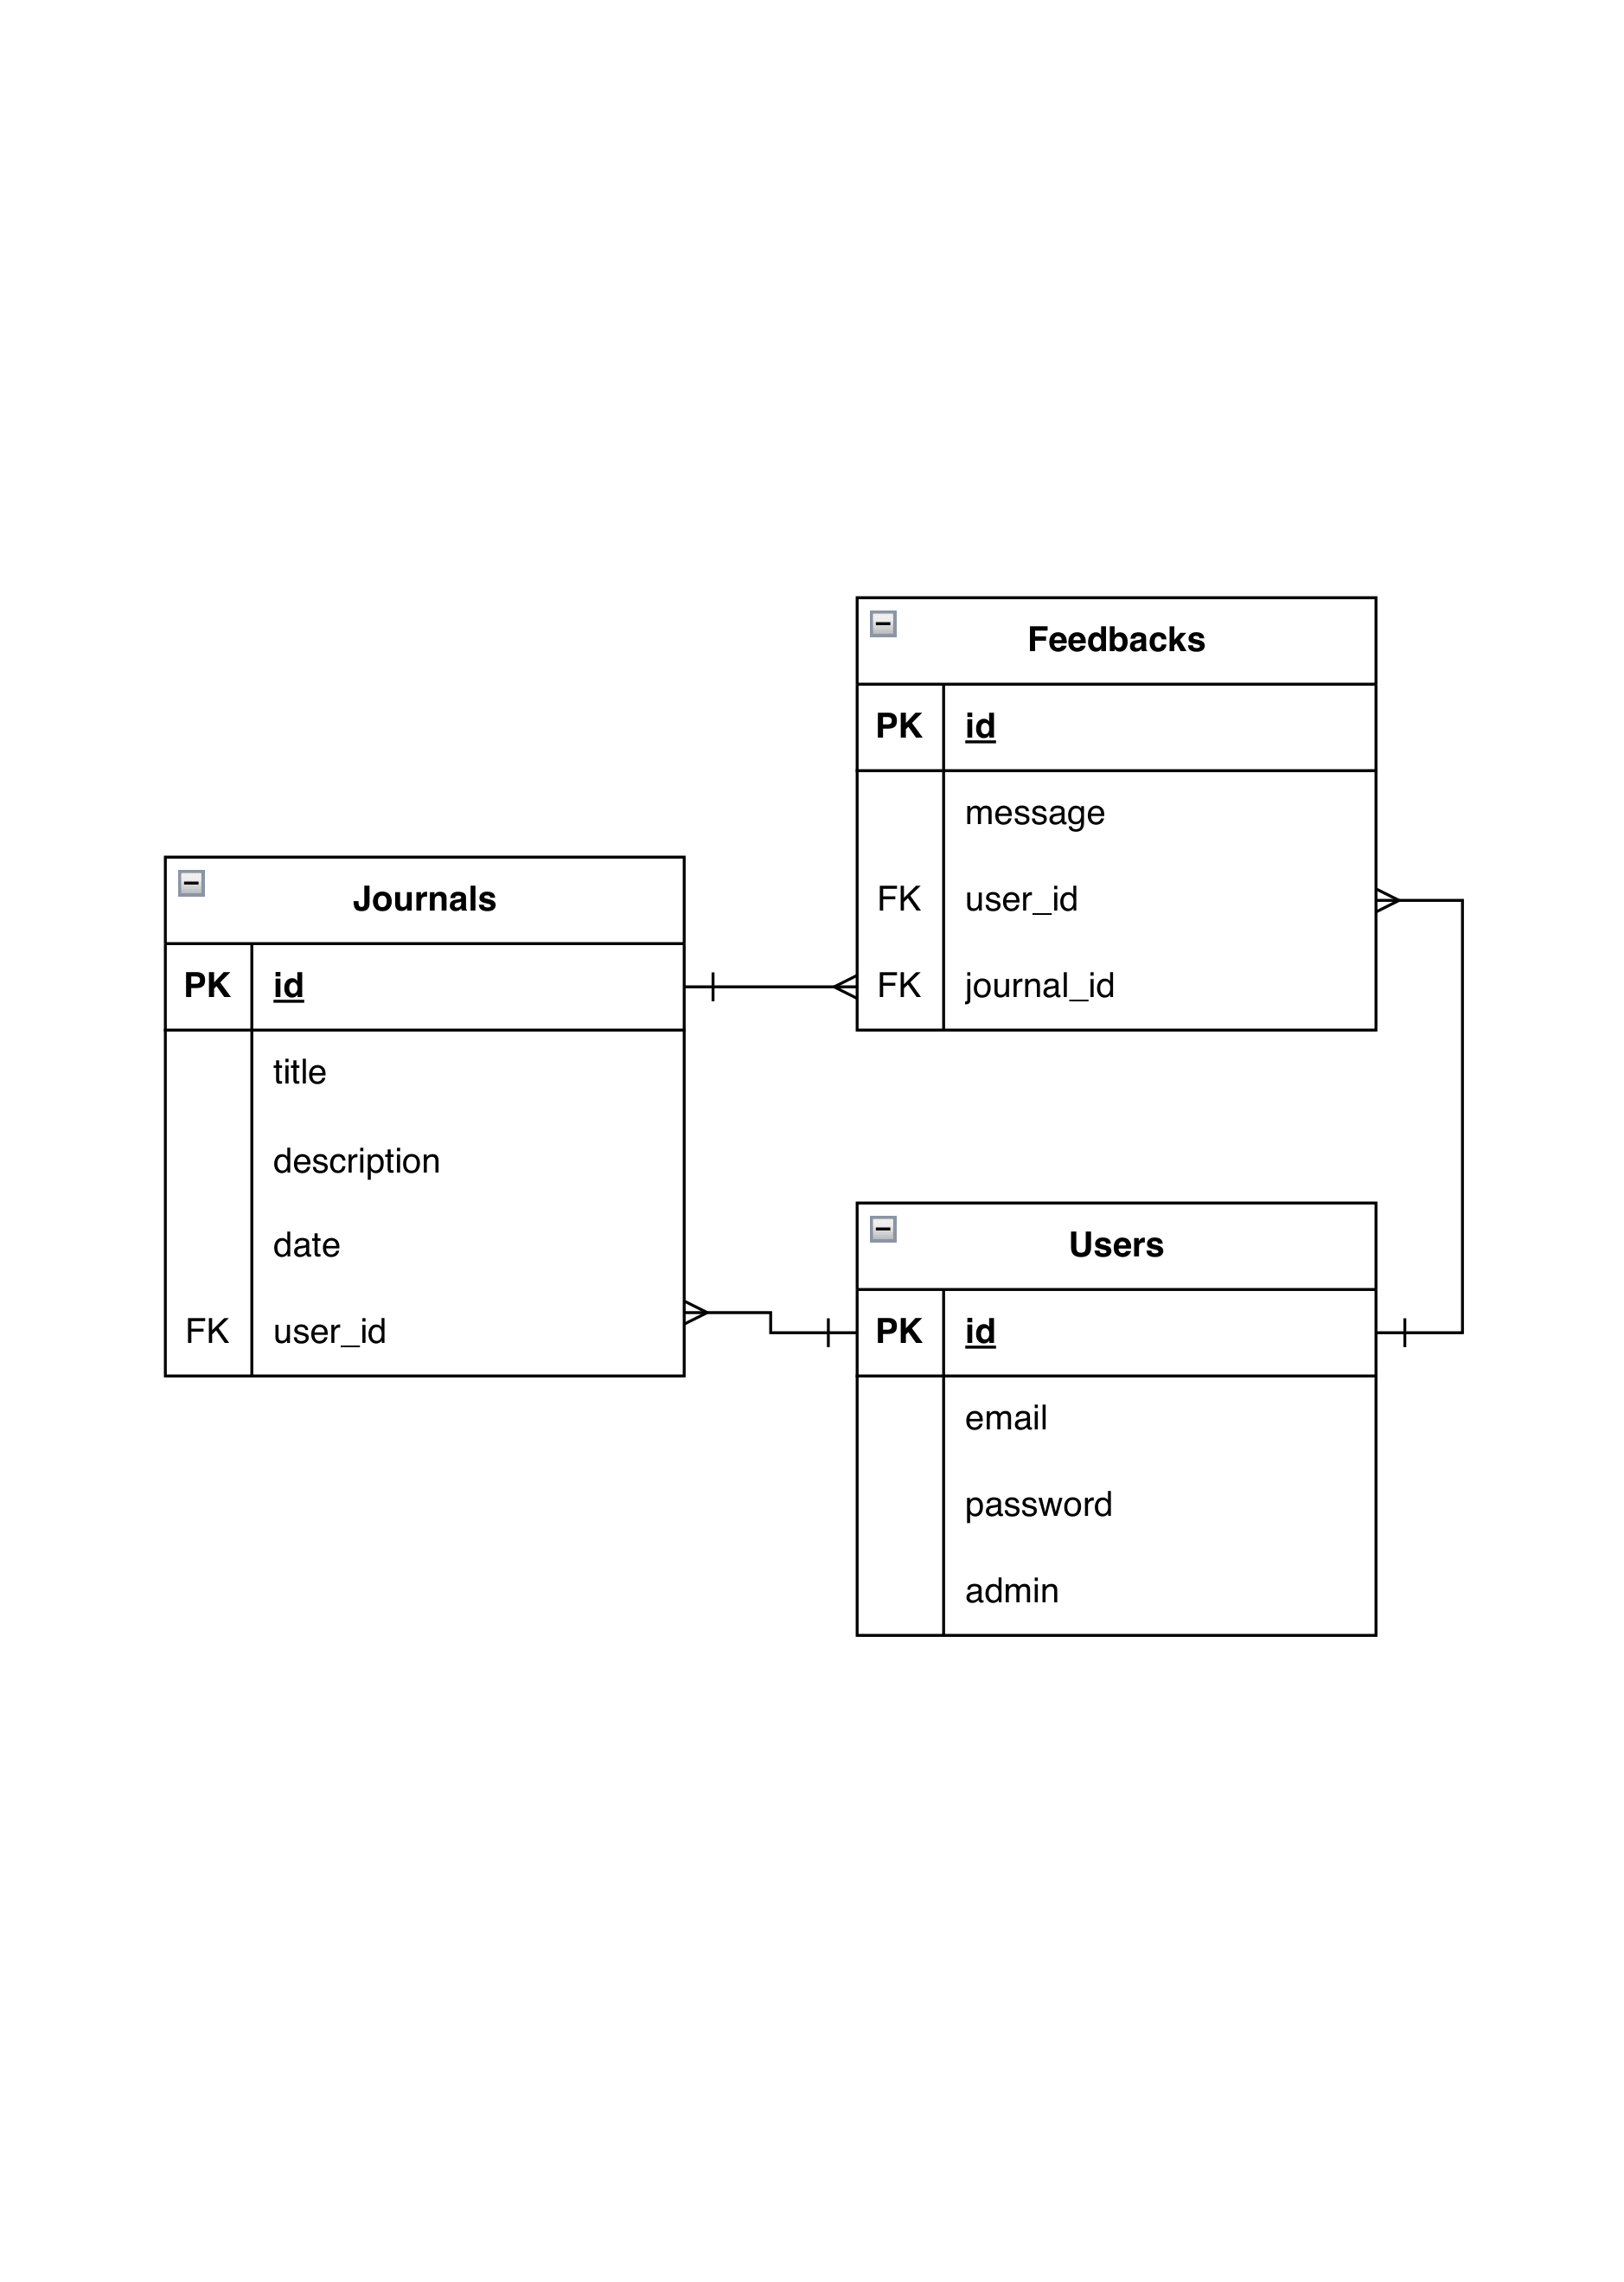 Feedbacks
PK id
message
FK user_id
FK journal_id
Journals
PK id
title
description
date
FK user_id
Users
PK id
email
password
admin